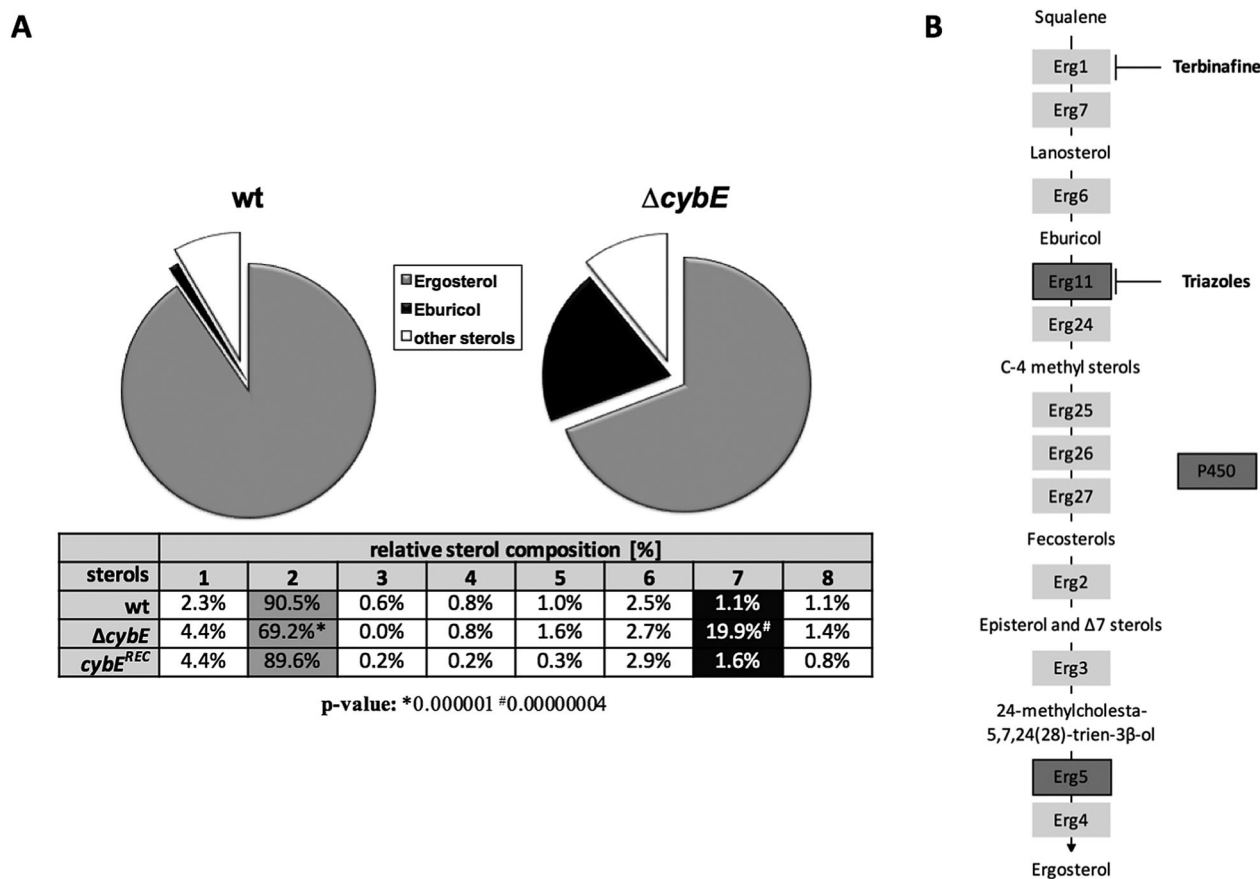 A
wt
ΔcybE
Ergosterol
Eburicol
other sterols
relative sterol composition [%]
sterols 1 2 3 4 5 6 7 8
wt 2.3% 90.5% 0.6% 0.8% 1.0% 2.5% 1.1% 1.1%
ΔcybE 4.4% 69.2%* 0.0% 0.8% 1.6% 2.7% 19.9%# 1.4%
cybE^REC 4.4% 89.6% 0.2% 0.2% 0.3% 2.9% 1.6% 0.8%
p-value: *0.000001 #0.00000004
B
Squalene
Erg1 Terbinafine
Erg7
Lanosterol
Erg6
Eburicol
Erg11 Triazoles
Erg24
C-4 methyl sterols
Erg25
Erg26
P450
Erg27
Fecosterols
Erg2
Episterol and Δ7 sterols
Erg3
24-methylcholesta-
5,7,24(28)-trien-3β-ol
Erg5
Erg4
Ergosterol